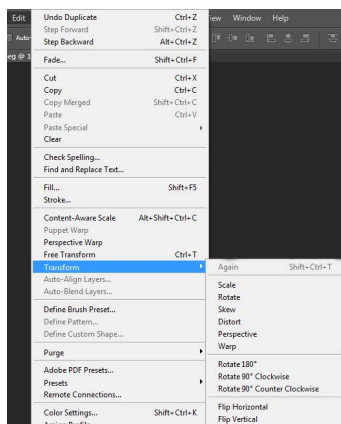 Edit
iew Window Help
Auto-
eg @ 1
Undo Duplicate Ctrl+Z
Step Forward Shift+Ctrl+Z
Step Backward Alt+Ctrl+Z
Fade... Shift+Ctrl+F
Cut Ctrl+X
Copy Ctrl+C
Copy Merged Shift+Ctrl+C
Paste Ctrl+V
Paste Special
Clear
Check Spelling...
Find and Replace Text...
Fill... Shift+F5
Stroke...
Content-Aware Scale Alt+Shift+Ctrl+C
Puppet Warp
Perspective Warp
Free Transform Ctrl+T
Transform
Auto-Align Layers...
Auto-Blend Layers...
Define Brush Preset...
Define Pattern...
Define Custom Shape...
Purge
Adobe PDF Presets...
Presets
Remote Connections...
Color Settings... Shift+Ctrl+K
Assign Profile...
Again Shift+Ctrl+T
Scale
Rotate
Skew
Distort
Perspective
Warp
Rotate 180°
Rotate 90° Clockwise
Rotate 90° Counter Clockwise
Flip Horizontal
Flip Vertical